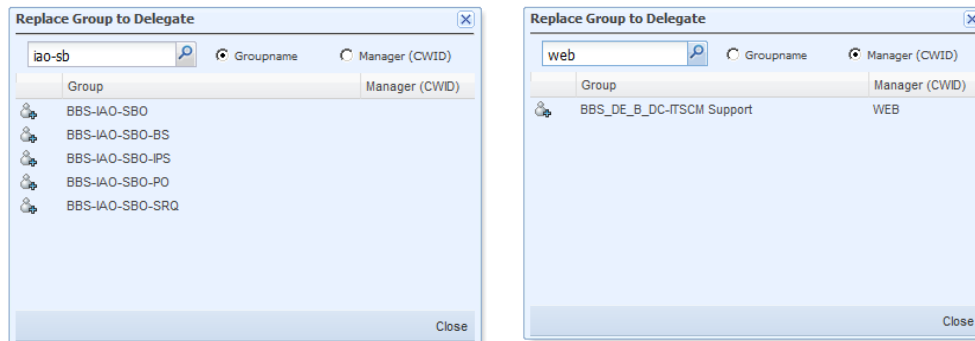 Replace Group to Delegate
iao-sb Groupname Manager (CWID)
Group Manager (CWID)
BBS-IAO-SBO
BBS-IAO-SBO-BS
BBS-IAO-SBO-IPS
BBS-IAO-SBO-PO
BBS-IAO-SBO-SRQ
Close
Replace Group to Delegate
web Groupname Manager (CWID)
Group Manager (CWID)
BBS_DE_B_DC-ITSCM Support WEB
Close